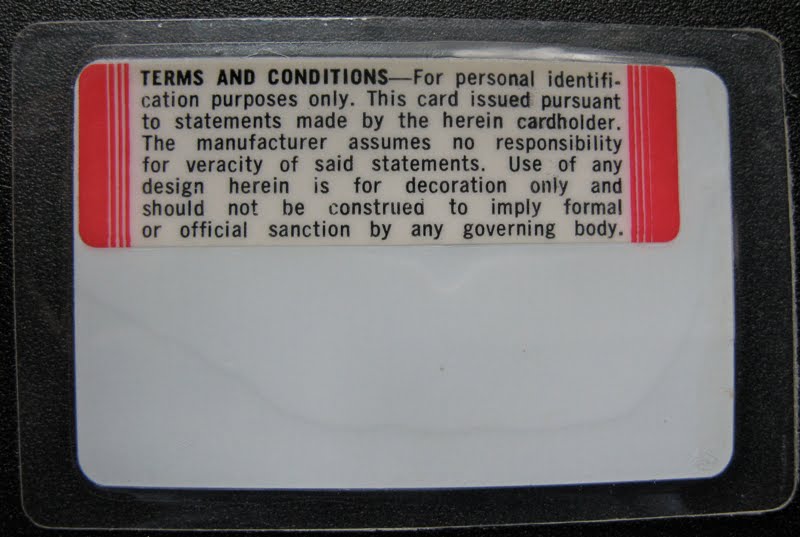 TERMS AND CONDITIONS—For personal identifi-
cation purposes only. This card issued pursuant
to statements made by the herein cardholder.
The manufacturer assumes no responsibility
for veracity of said statements. Use of any
design herein is for decoration only and
should not be construed to imply formal
or official sanction by any governing body.